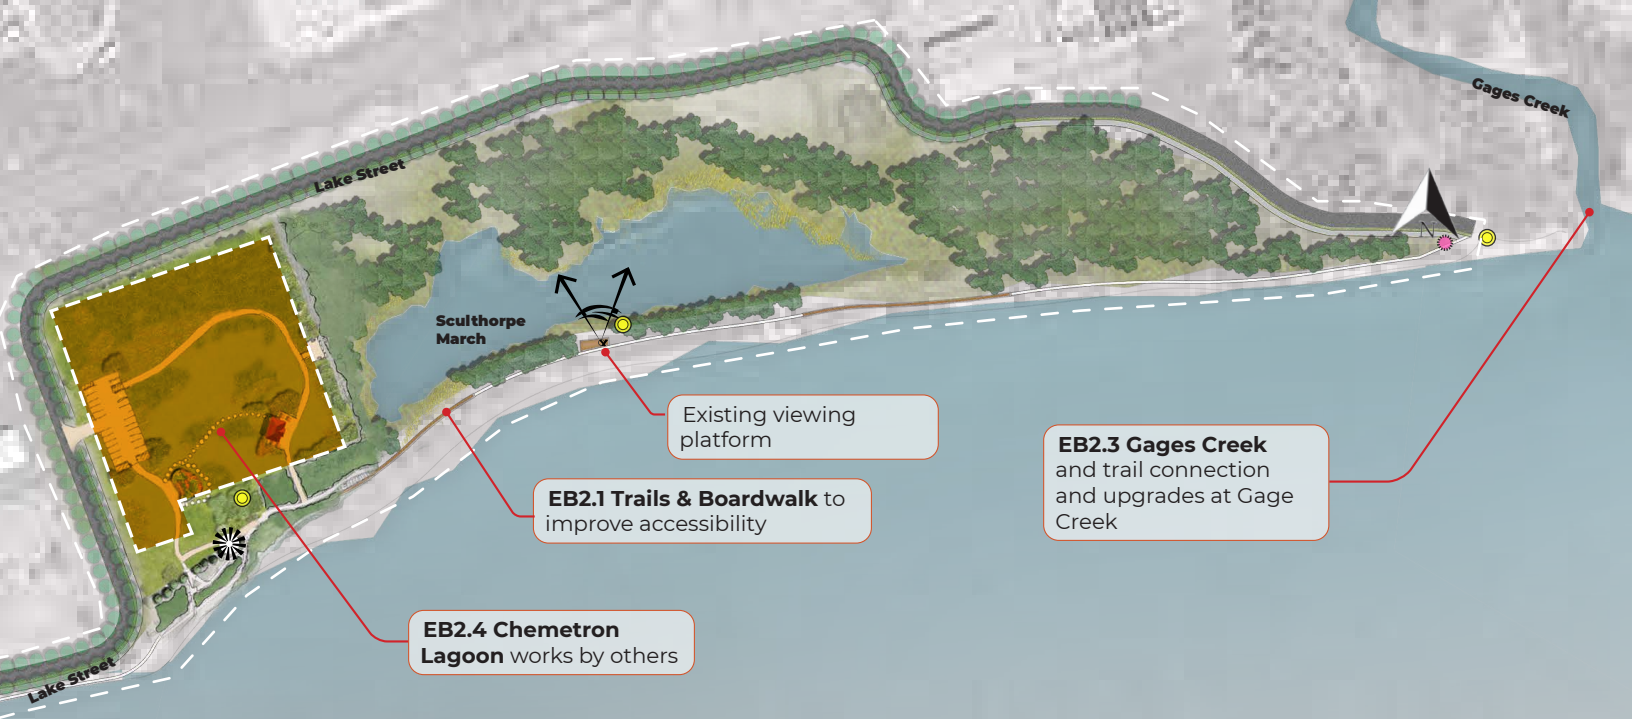 Gages Creek
Lake Street
N
Sculthorpe
March
Existing viewing
platform
EB2.3 Gages Creek
and trail connection
and upgrades at Gage
Creek
EB2.1 Trails & Boardwalk to
improve accessibility
EB2.4 Chemetron
Lagoon works by others
Lake Street